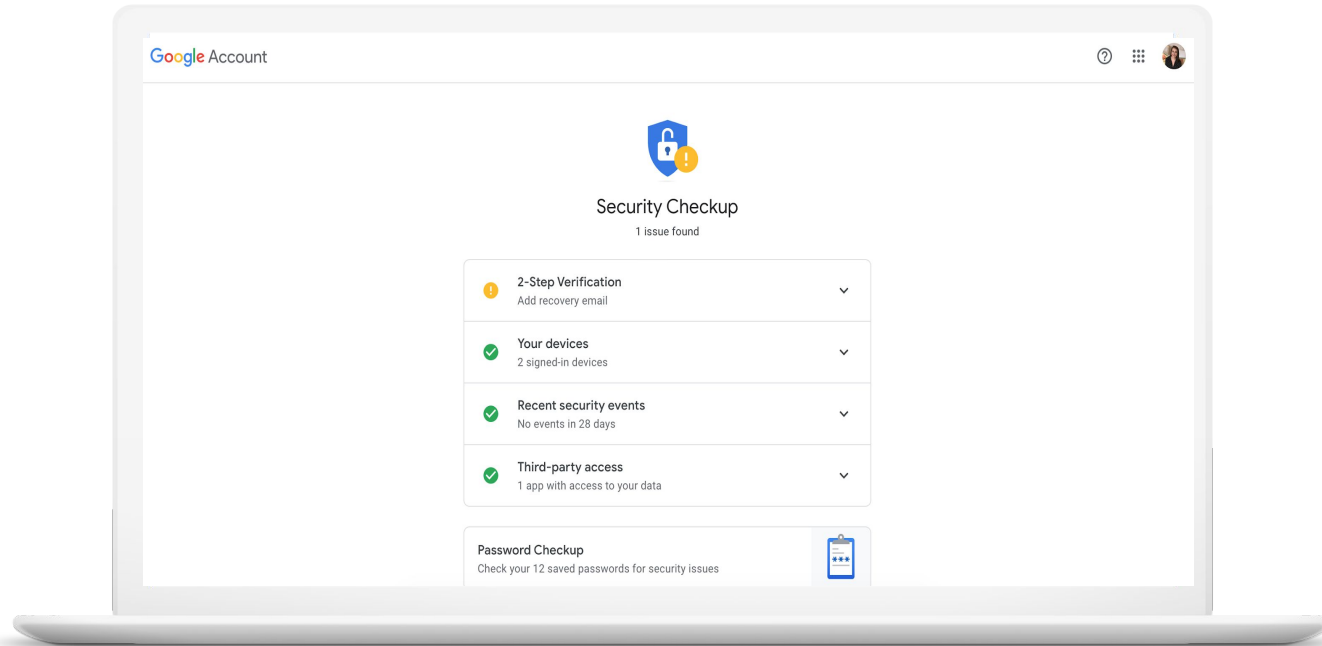 Google Account
Security Checkup
1 issue found
2-Step Verification
Add recovery email
Your devices
2 signed-in devices
Recent security events
No events in 28 days
Third-party access
1 app with access to your data
Password Checkup
Check your 12 saved passwords for security issues